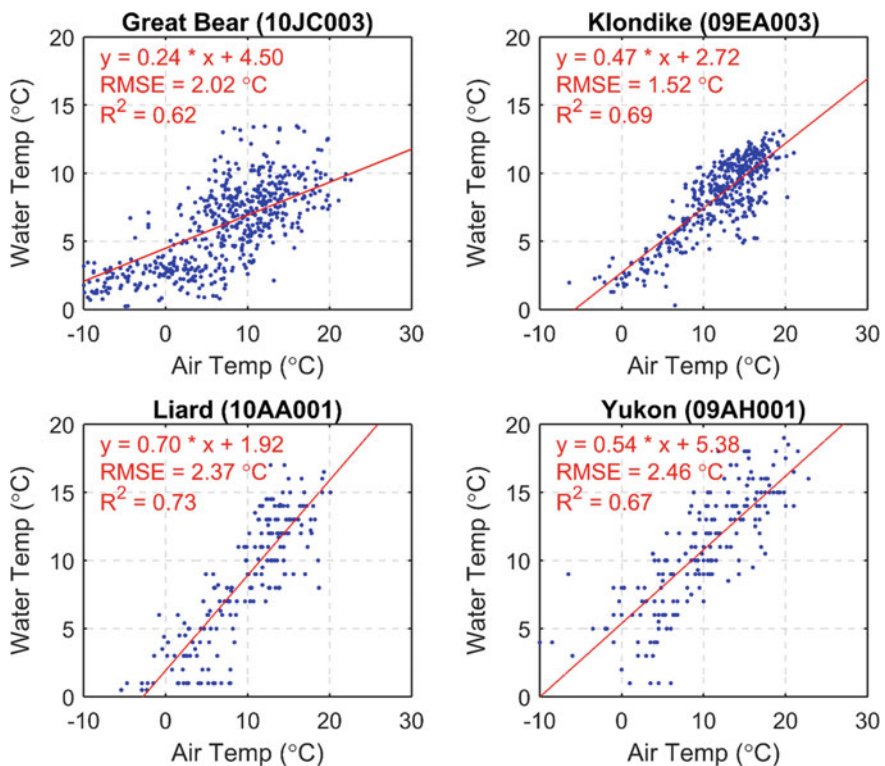 Great Bear (10JC003)
y = 0.24 * x + 4.50
RMSE = 2.02 °C
R² = 0.62
20
15
10
5
0
-10 0 10 20 30
Water Temp (°C)
Air Temp (°C)
Klondike (09EA003)
y = 0.47 * x + 2.72
RMSE = 1.52 °C
R² = 0.69
20
15
10
5
0
-10 0 10 20 30
Water Temp (°C)
Air Temp (°C)
Liard (10AA001)
y = 0.70 * x + 1.92
RMSE = 2.37 °C
R² = 0.73
20
15
10
5
0
-10 0 10 20 30
Water Temp (°C)
Air Temp (°C)
Yukon (09AH001)
y = 0.54 * x + 5.38
RMSE = 2.46 °C
R² = 0.67
20
15
10
5
0
-10 0 10 20 30
Water Temp (°C)
Air Temp (°C)